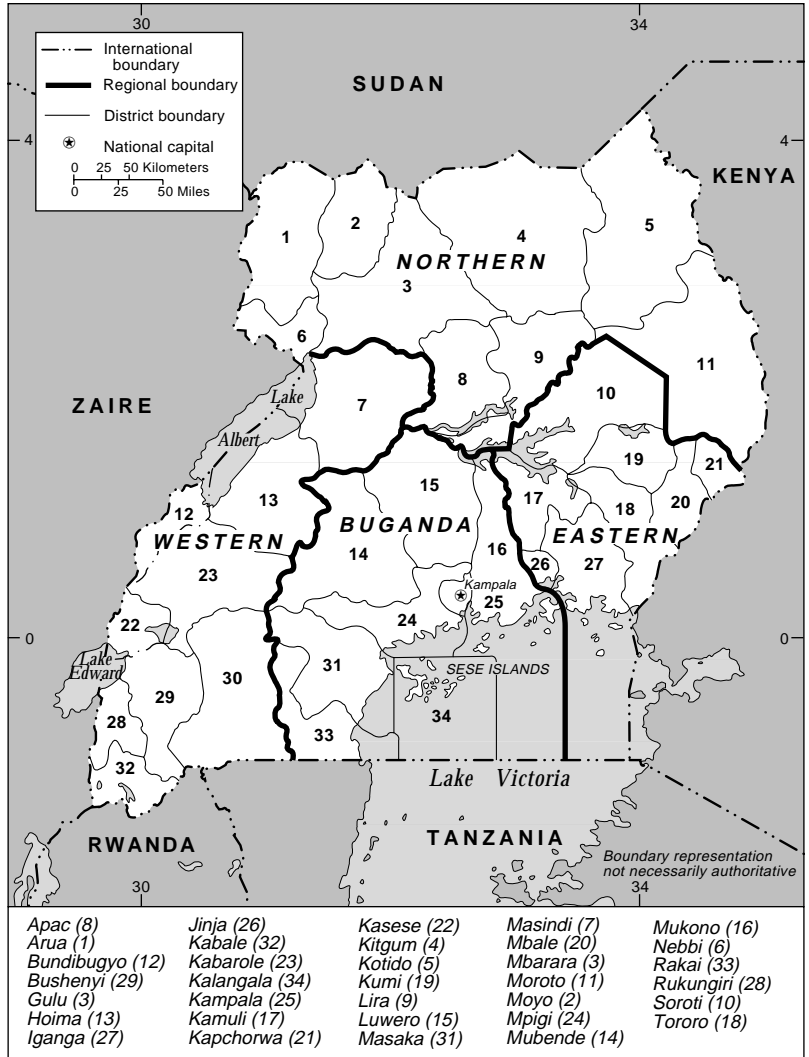 30
34
International
boundary
Regional boundary
District boundary
National capital
0 25 50 Kilometers
0 25 50 Miles
SUDAN
4
4
KENYA
1
2
4
5
NORTHERN
3
6
9
11
8
7
10
ZAIRE
Lake
Albert
19
21
13
15
17
18
20
12
BUGANDA
WESTERN
EASTERN
14
16
26
27
23
Kampala
25
24
22
0
0
Lake
Edward
SESE ISLANDS
31
30
29
28
34
33
32
Lake Victoria
RWANDA
TANZANIA
Boundary representation
not necessarily authoritative
30
34
Apac (8)
Arua (1)
Bundibugyo (12)
Bushenyi (29)
Gulu (3)
Hoima (13)
Iganga (27)
Jinja (26)
Kabale (32)
Kabarole (23)
Kalangala (34)
Kampala (25)
Kamuli (17)
Kapchorwa (21)
Kasese (22)
Kitgum (4)
Kotido (5)
Kumi (19)
Lira (9)
Luwero (15)
Masaka (31)
Masindi (7)
Mbale (20)
Mbarara (3)
Moroto (11)
Moyo (2)
Mpigi (24)
Mubende (14)
Mukono (16)
Nebbi (6)
Rakai (33)
Rukungiri (28)
Soroti (10)
Tororo (18)